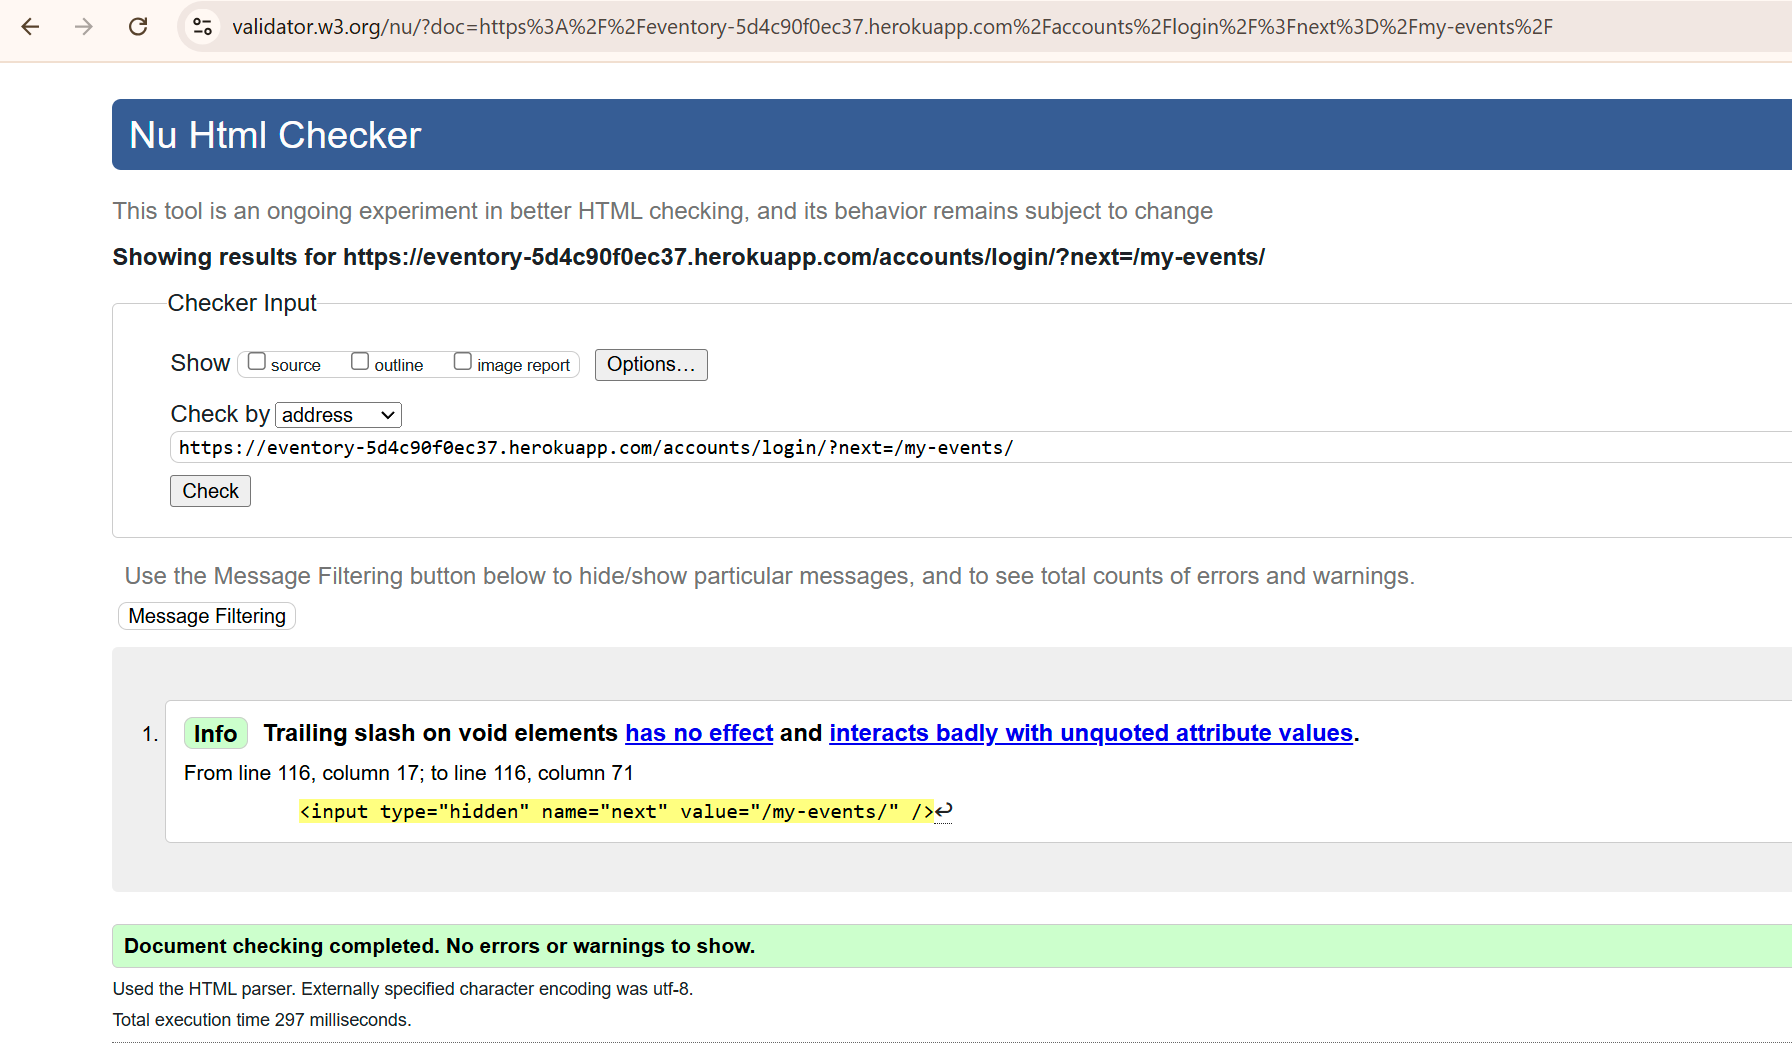 validator.w3.org/nu/?doc=https%3A%2F%2Feventory-5d4c90f0ec37.herokuapp.com%2Faccounts%2Flogin%2F%3Fnext%3D%2Fmy-events%2F
Nu Html Checker
This tool is an ongoing experiment in better HTML checking, and its behavior remains subject to change
Showing results for https://eventory-5d4c90f0ec37.herokuapp.com/accounts/login/?next=/my-events/
Checker Input
Show source outline image report Options...
Check by address
https://eventory-5d4c90f0ec37.herokuapp.com/accounts/login/?next=/my-events/
Check
Use the Message Filtering button below to hide/show particular messages, and to see total counts of errors and warnings.
Message Filtering
1. Info Trailing slash on void elements has no effect and interacts badly with unquoted attribute values.
From line 116, column 17; to line 116, column 71
<input type="hidden" name="next" value="/my-events/" />↩
Document checking completed. No errors or warnings to show.
Used the HTML parser. Externally specified character encoding was utf-8.
Total execution time 297 milliseconds.